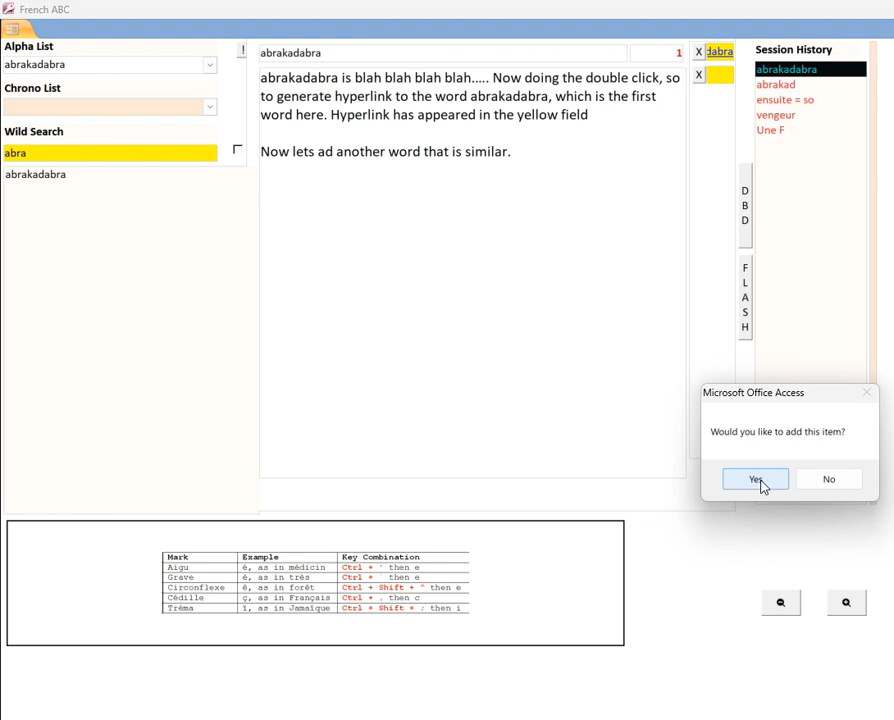 French ABC
Alpha List
abrakadabra
Chrono List
Wild Search
abra
abrakadabra
!
abrakadabra 1
abrakadabra is blah blah blah blah..... Now doing the double click, so
to generate hyperlink to the word abrakadabra, which is the first
word here. Hyperlink has appeared in the yellow field
Now lets ad another word that is similar.
X dabra
X
D
B
D
F
L
A
S
H
Session History
abrakadabra
abrakad
ensuite = so
vengeur
Une F
Microsoft Office Access
Would you like to add this item?
Yes No
Mark Example Key Combination
Aigu é, as in médicin Ctrl + ' then e
Grave è, as in très Ctrl + ` then e
Circonflexe ê, as in forêt Ctrl + Shift + ^ then e
Cédille ç, as in Français Ctrl + , then c
Tréma ï, as in Jamaïque Ctrl + Shift + ; then i